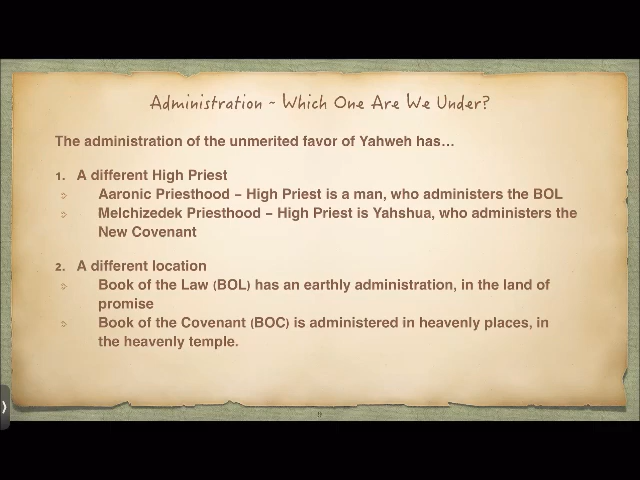 Administration ~ Which One Are We Under?
The administration of the unmerited favor of Yahweh has...
1. A different High Priest
Aaronic Priesthood – High Priest is a man, who administers the BOL
Melchizedek Priesthood – High Priest is Yahshua, who administers the
New Covenant
2. A different location
Book of the Law (BOL) has an earthly administration, in the land of
promise
Book of the Covenant (BOC) is administered in heavenly places, in
the heavenly temple.
9